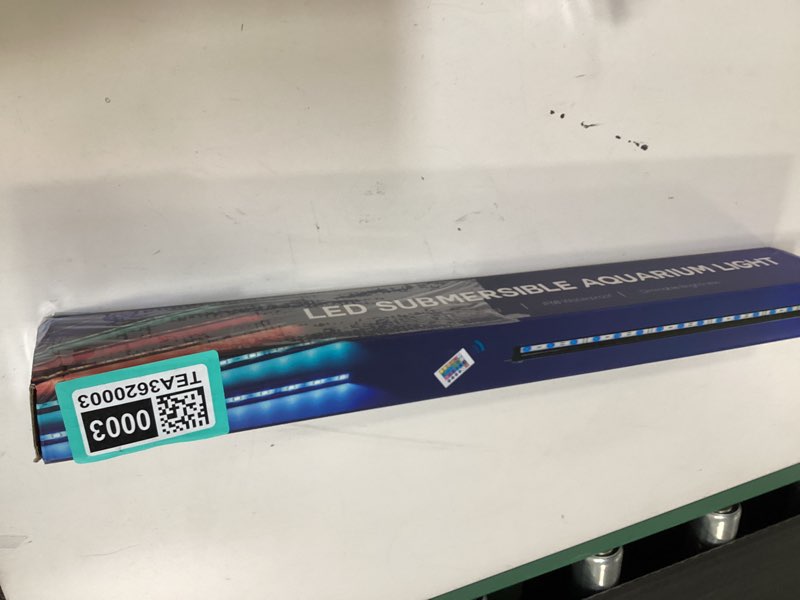 LED SUBMERSIBLE AQUARIUM LIGHT
TEA3620003
0003